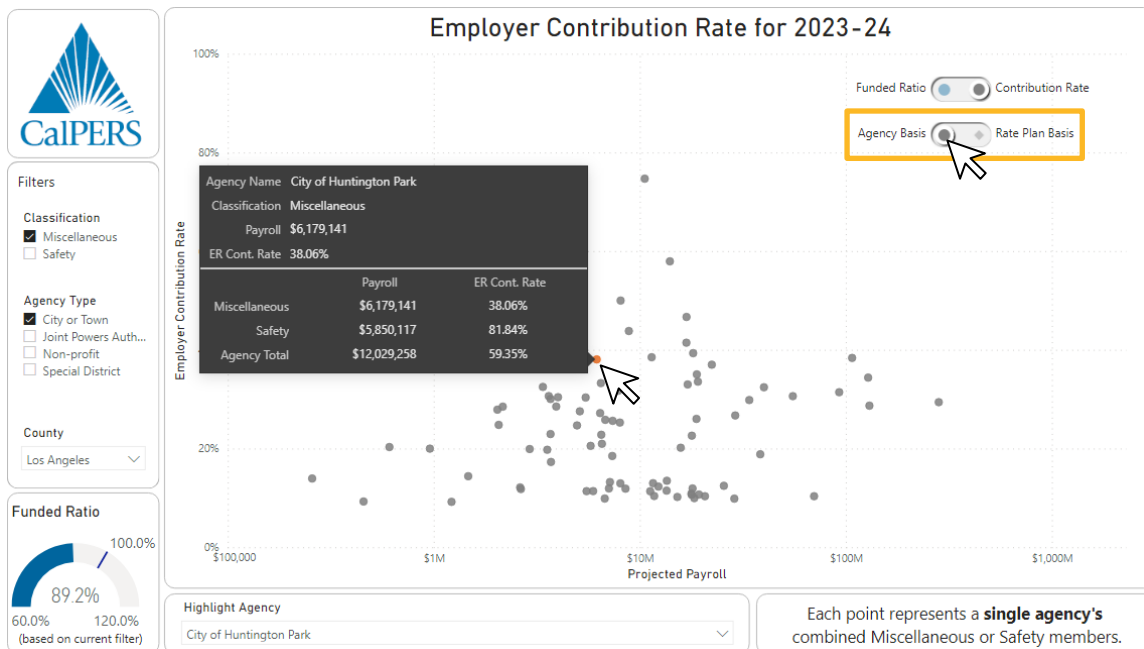 CalPERS
Filters
Classification
Miscellaneous
Safety
Agency Type
City or Town
Joint Powers Auth...
Non-profit
Special District
County
Los Angeles
Funded Ratio
100.0%
89.2%
60.0% 120.0%
(based on current filter)
Employer Contribution Rate for 2023-24
Funded Ratio Contribution Rate
Agency Basis Rate Plan Basis
100%
80%
20%
0%
Employer Contribution Rate
Agency Name City of Huntington Park
Classification Miscellaneous
Payroll $6,179,141
ER Cont. Rate 38.06%
Payroll ER Cont. Rate
Miscellaneous $6,179,141 38.06%
Safety $5,850,117 81.84%
Agency Total $12,029,258 59.35%
$100,000 $1M $10M $100M $1,000M
Projected Payroll
Highlight Agency
City of Huntington Park
Each point represents a single agency's
combined Miscellaneous or Safety members.